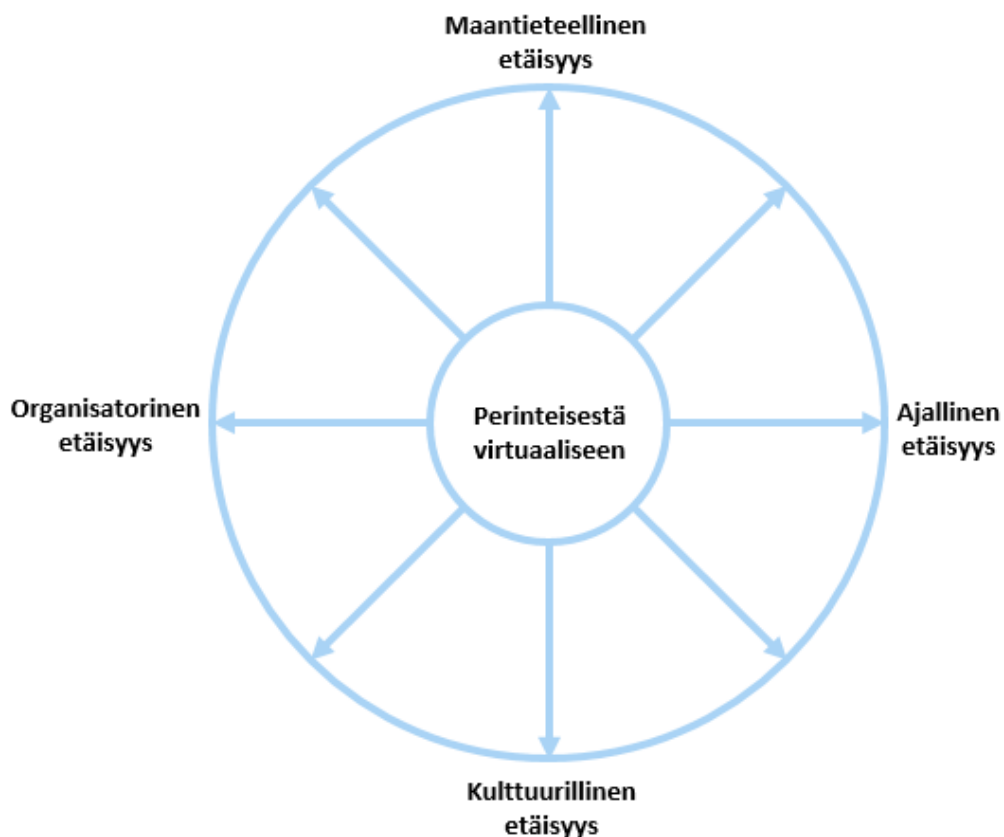 Maantieteellinen
etäisyys
Organisatorinen
etäisyys
Perinteisestä
virtuaaliseen
Ajallinen
etäisyys
Kulttuurillinen
etäisyys